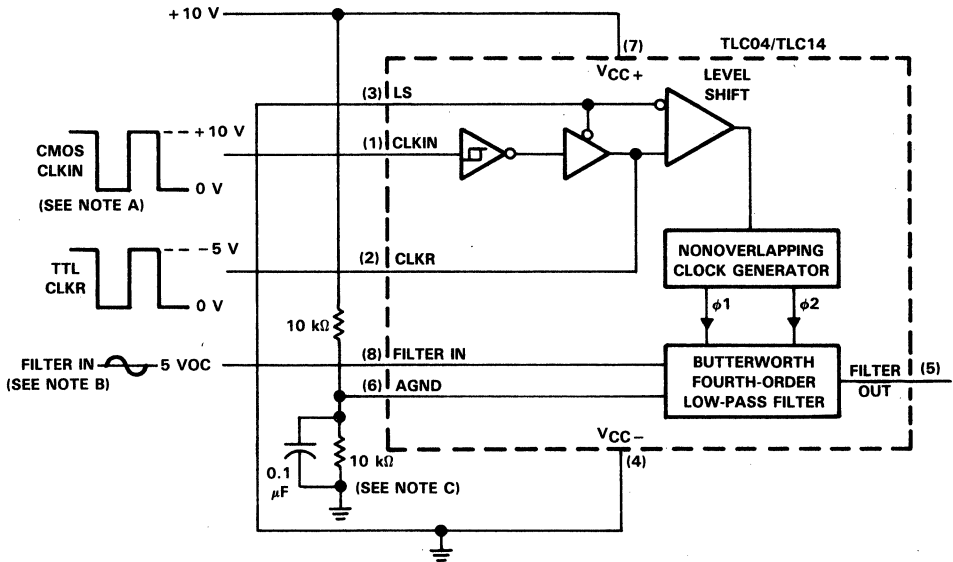 +10 V
(7)
TLC04/TLC14
VCC+
LEVEL
SHIFT
(3) LS
CMOS
CLKIN
+10 V
0 V
(SEE NOTE A)
(1) CLKIN
TTL
CLKR
−5 V
0 V
(2) CLKR
NONOVERLAPPING
CLOCK GENERATOR
ϕ1
ϕ2
10 kΩ
FILTER IN
5 VOC
(SEE NOTE B)
(8) FILTER IN
(6) AGND
BUTTERWORTH
FOURTH-ORDER
LOW-PASS FILTER
FILTER
OUT
(5)
VCC−
(4)
0.1
μF
10 kΩ
(SEE NOTE C)